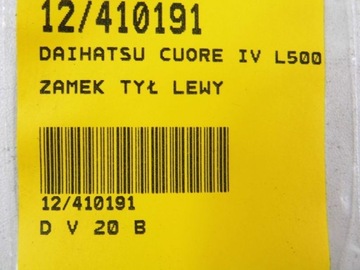 12/410191
DAIHATSU CUORE IV L500
ZAMEK TYŁ LEWY
12/410191
D V 20 B